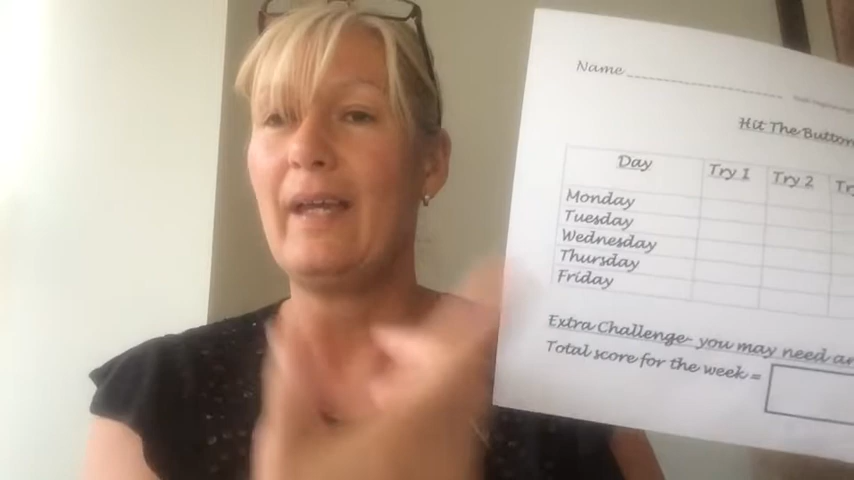 Name
Hit The Button
Day Try 1 Try 2
Monday
Tuesday
Wednesday
Thursday
Friday
Extra Challenge- you may need
Total Score for the week =